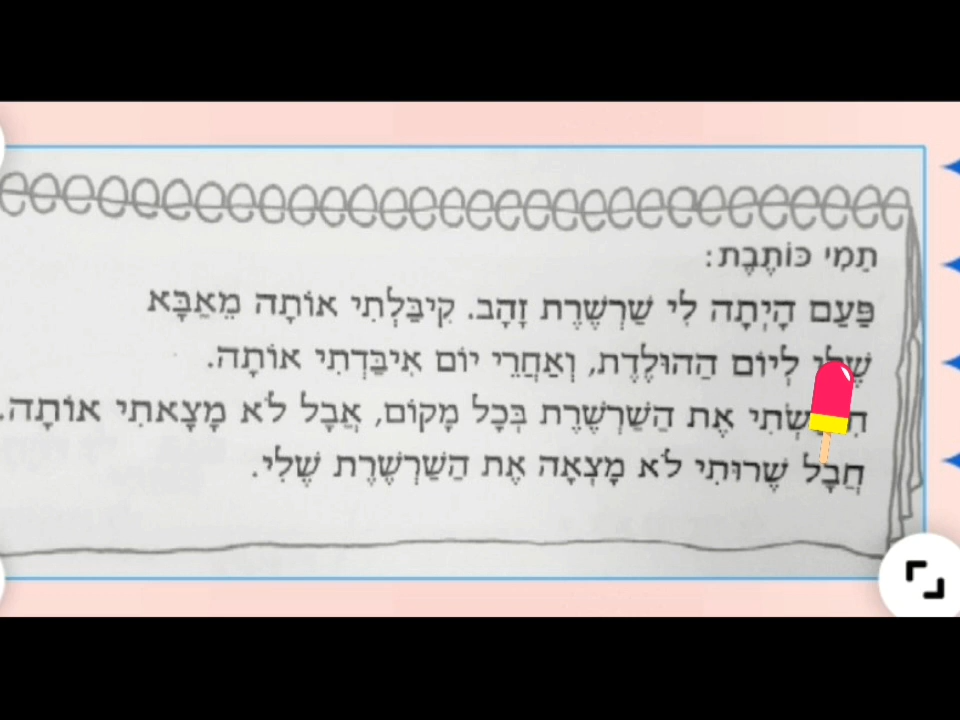 תַמִי כּוֹתֶבֶת:
פַּעַם הָיְתָה לִי שַׁרְשֶׁרֶת זָהָב. קִיבַּלְתִּי אוֹתָה מֵאַבָּא
שֶׁלִּי לְיוֹם הַהוּלֶדֶת, וְאַחֲרֵי יוֹם אִיבַּדְתִּי אוֹתָה.
אֶת הַשַׁרְשֶׁרֶת בְּכָל מָקוֹם, אֲבָל לֹא מָצָאתִי אוֹתָה.
חֲבָל שֶׁרוּתִי לֹא מָצְאָה אֶת הַשַׁרְשֶׁרֶת שֶׁלִּי.